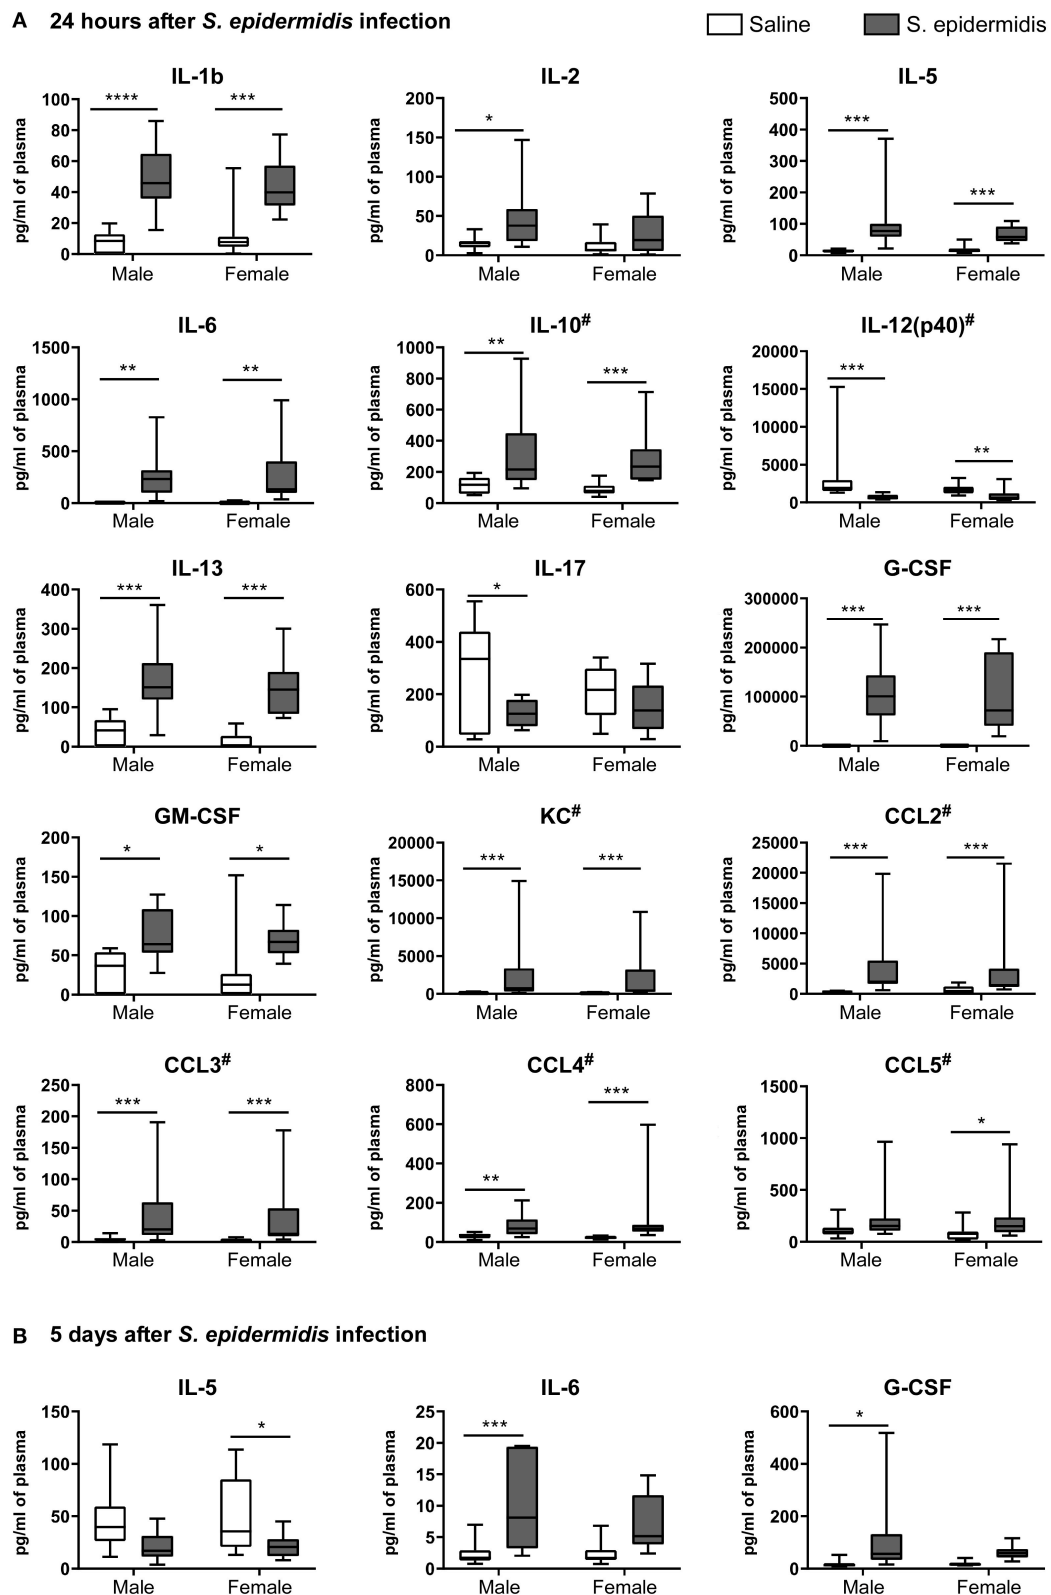 A 24 hours after S. epidermidis infection
Saline S. epidermidis
IL-1b IL-2 IL-5
**** *** * *** ***
pg/ml of plasma 100 80 60 40 20 0
pg/ml of plasma 200 150 100 50 0
pg/ml of plasma 500 400 300 200 100 0
Male Female Male Female Male Female
IL-6 IL-10# IL-12(p40)#
** ** ** *** *** **
pg/ml of plasma 1500 1000 500 0
pg/ml of plasma 1000 800 600 400 200 0
pg/ml of plasma 20000 15000 10000 5000 0
Male Female Male Female Male Female
IL-13 IL-17 G-CSF
*** *** * *** ***
pg/ml of plasma 400 300 200 100 0
pg/ml of plasma 600 400 200 0
pg/ml of plasma 300000 200000 100000 0
Male Female Male Female Male Female
GM-CSF KC# CCL2#
* * *** *** *** ***
pg/ml of plasma 200 150 100 50 0
pg/ml of plasma 20000 15000 10000 5000 0
pg/ml of plasma 25000 20000 15000 10000 5000 0
Male Female Male Female Male Female
CCL3# CCL4# CCL5#
*** *** ** *** *
pg/ml of plasma 250 200 150 100 50 0
pg/ml of plasma 800 600 400 200 0
pg/ml of plasma 1500 1000 500 0
Male Female Male Female Male Female
B 5 days after S. epidermidis infection
IL-5 IL-6 G-CSF
* *** *
pg/ml of plasma 150 100 50 0
pg/ml of plasma 25 20 15 10 5 0
pg/ml of plasma 600 400 200 0
Male Female Male Female Male Female